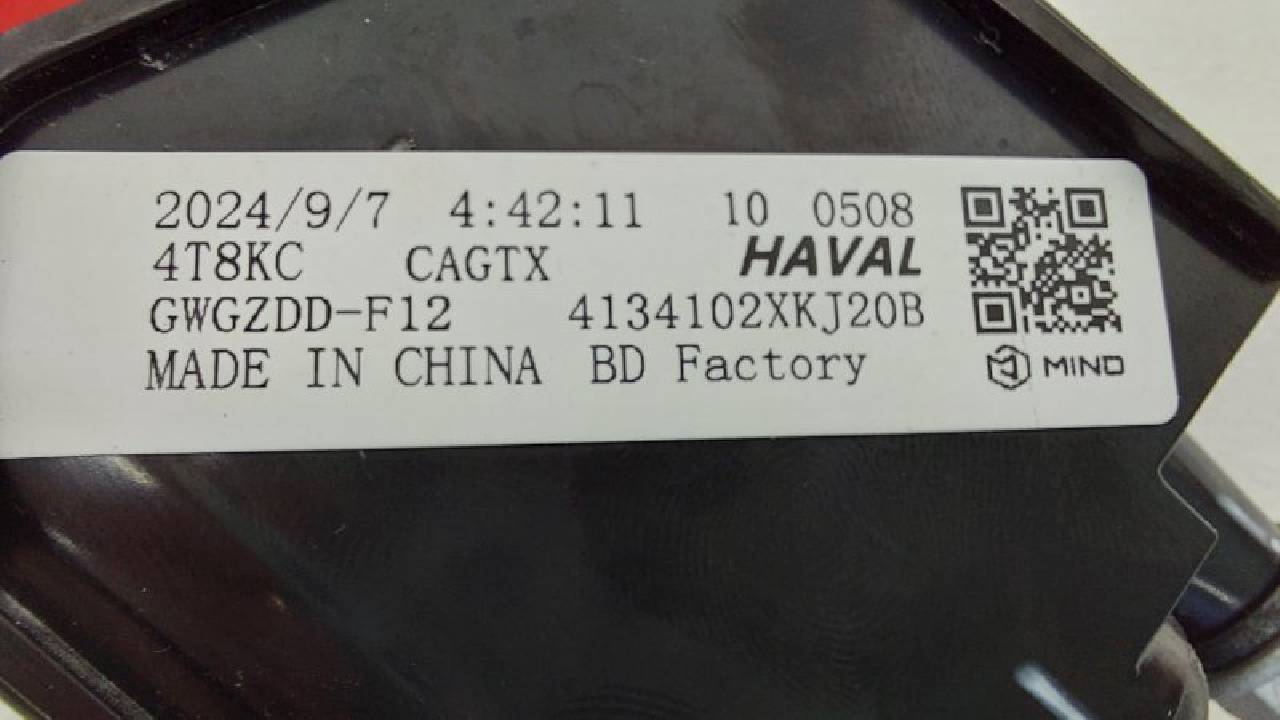 2024/9/7 4:42:11 10 0508
4T8KC CAGTX HAVAL
GWGZDD-F12 4134102XKJ20B
MADE IN CHINA BD Factory MIND